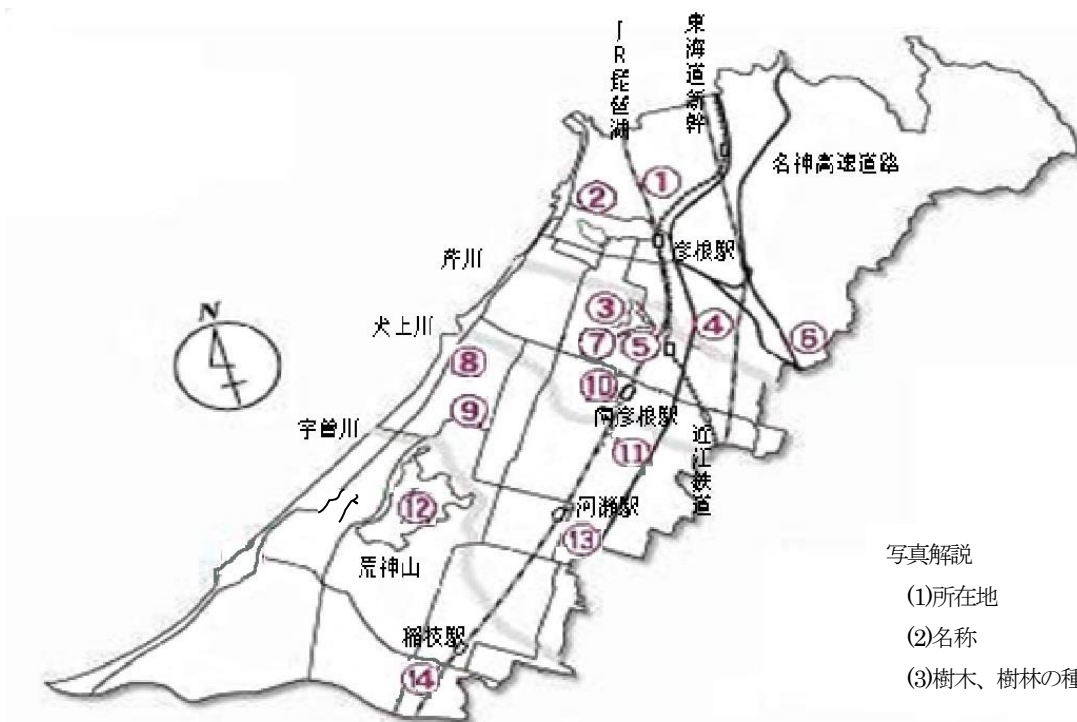 JR琵琶湖
東海道新幹
名神高速道路
①
②
彦根駅
芹川
③
④
犬上川
⑥
⑦
⑤
⑧
⑩
N
南彦根駅
⑨
宇曽川
近江鉄道
⑪
⑫
河瀬駅
⑬
荒神山
稲枝駅
⑭
写真解説
(1)所在地
(2)名称
(3)樹木、樹林の種